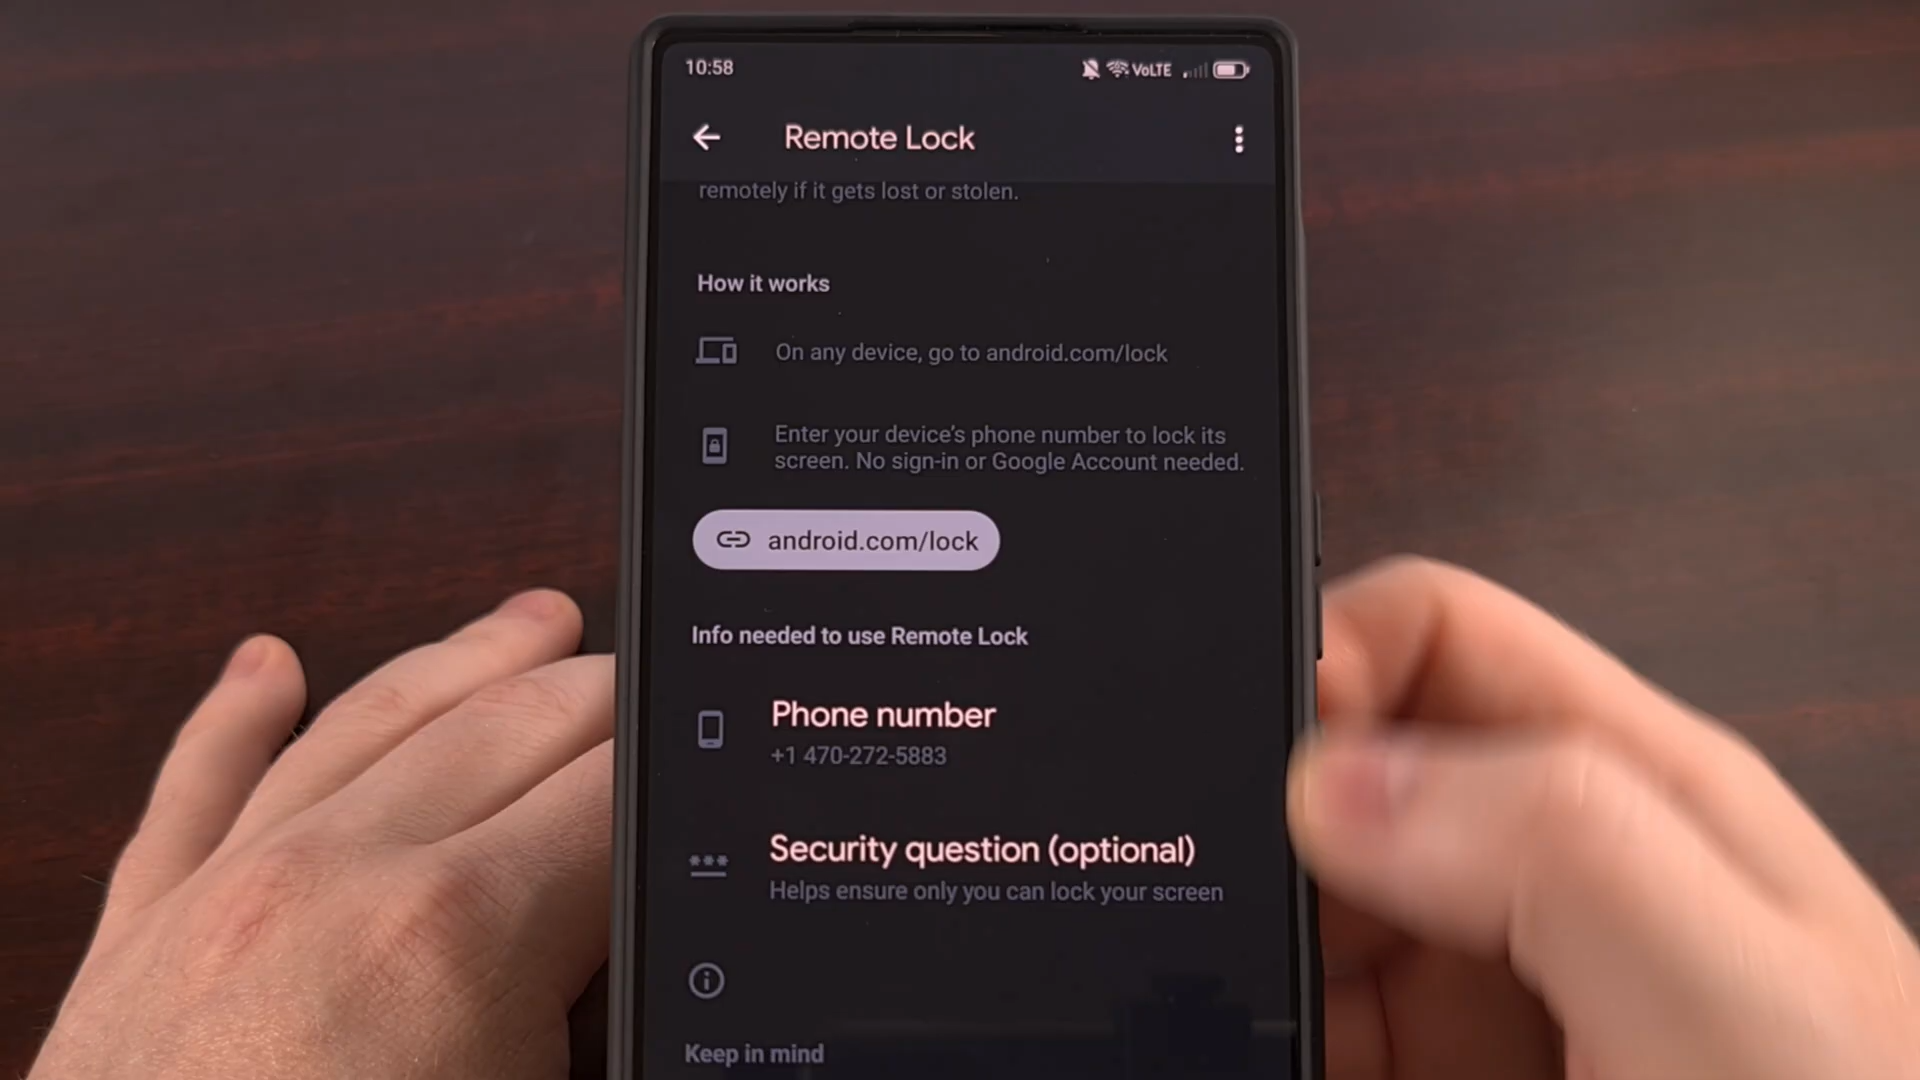 10:58
VoLTE
Remote Lock
remotely if it gets lost or stolen.
How it works
On any device, go to android.com/lock
Enter your device's phone number to lock its
screen. No sign-in or Google Account needed.
android.com/lock
Info needed to use Remote Lock
Phone number
+1 470-272-5883
Security question (optional)
Helps ensure only you can lock your screen
Keep in mind